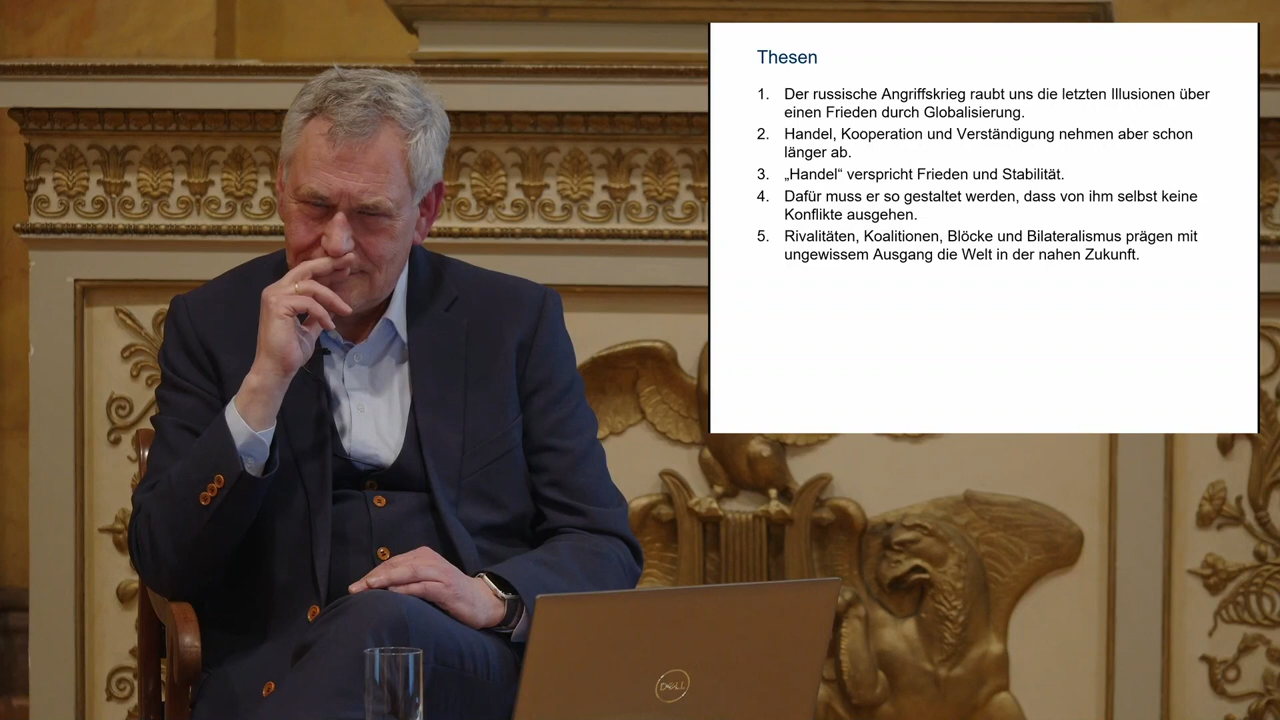 Thesen
1. Der russische Angriffskrieg raubt uns die letzten Illusionen über
einen Frieden durch Globalisierung.
2. Handel, Kooperation und Verständigung nehmen aber schon
länger ab.
3. „Handel“ verspricht Frieden und Stabilität.
4. Dafür muss er so gestaltet werden, dass von ihm selbst keine
Konflikte ausgehen.
5. Rivalitäten, Koalitionen, Blöcke und Bilateralismus prägen mit
ungewissem Ausgang die Welt in der nahen Zukunft.
DELL